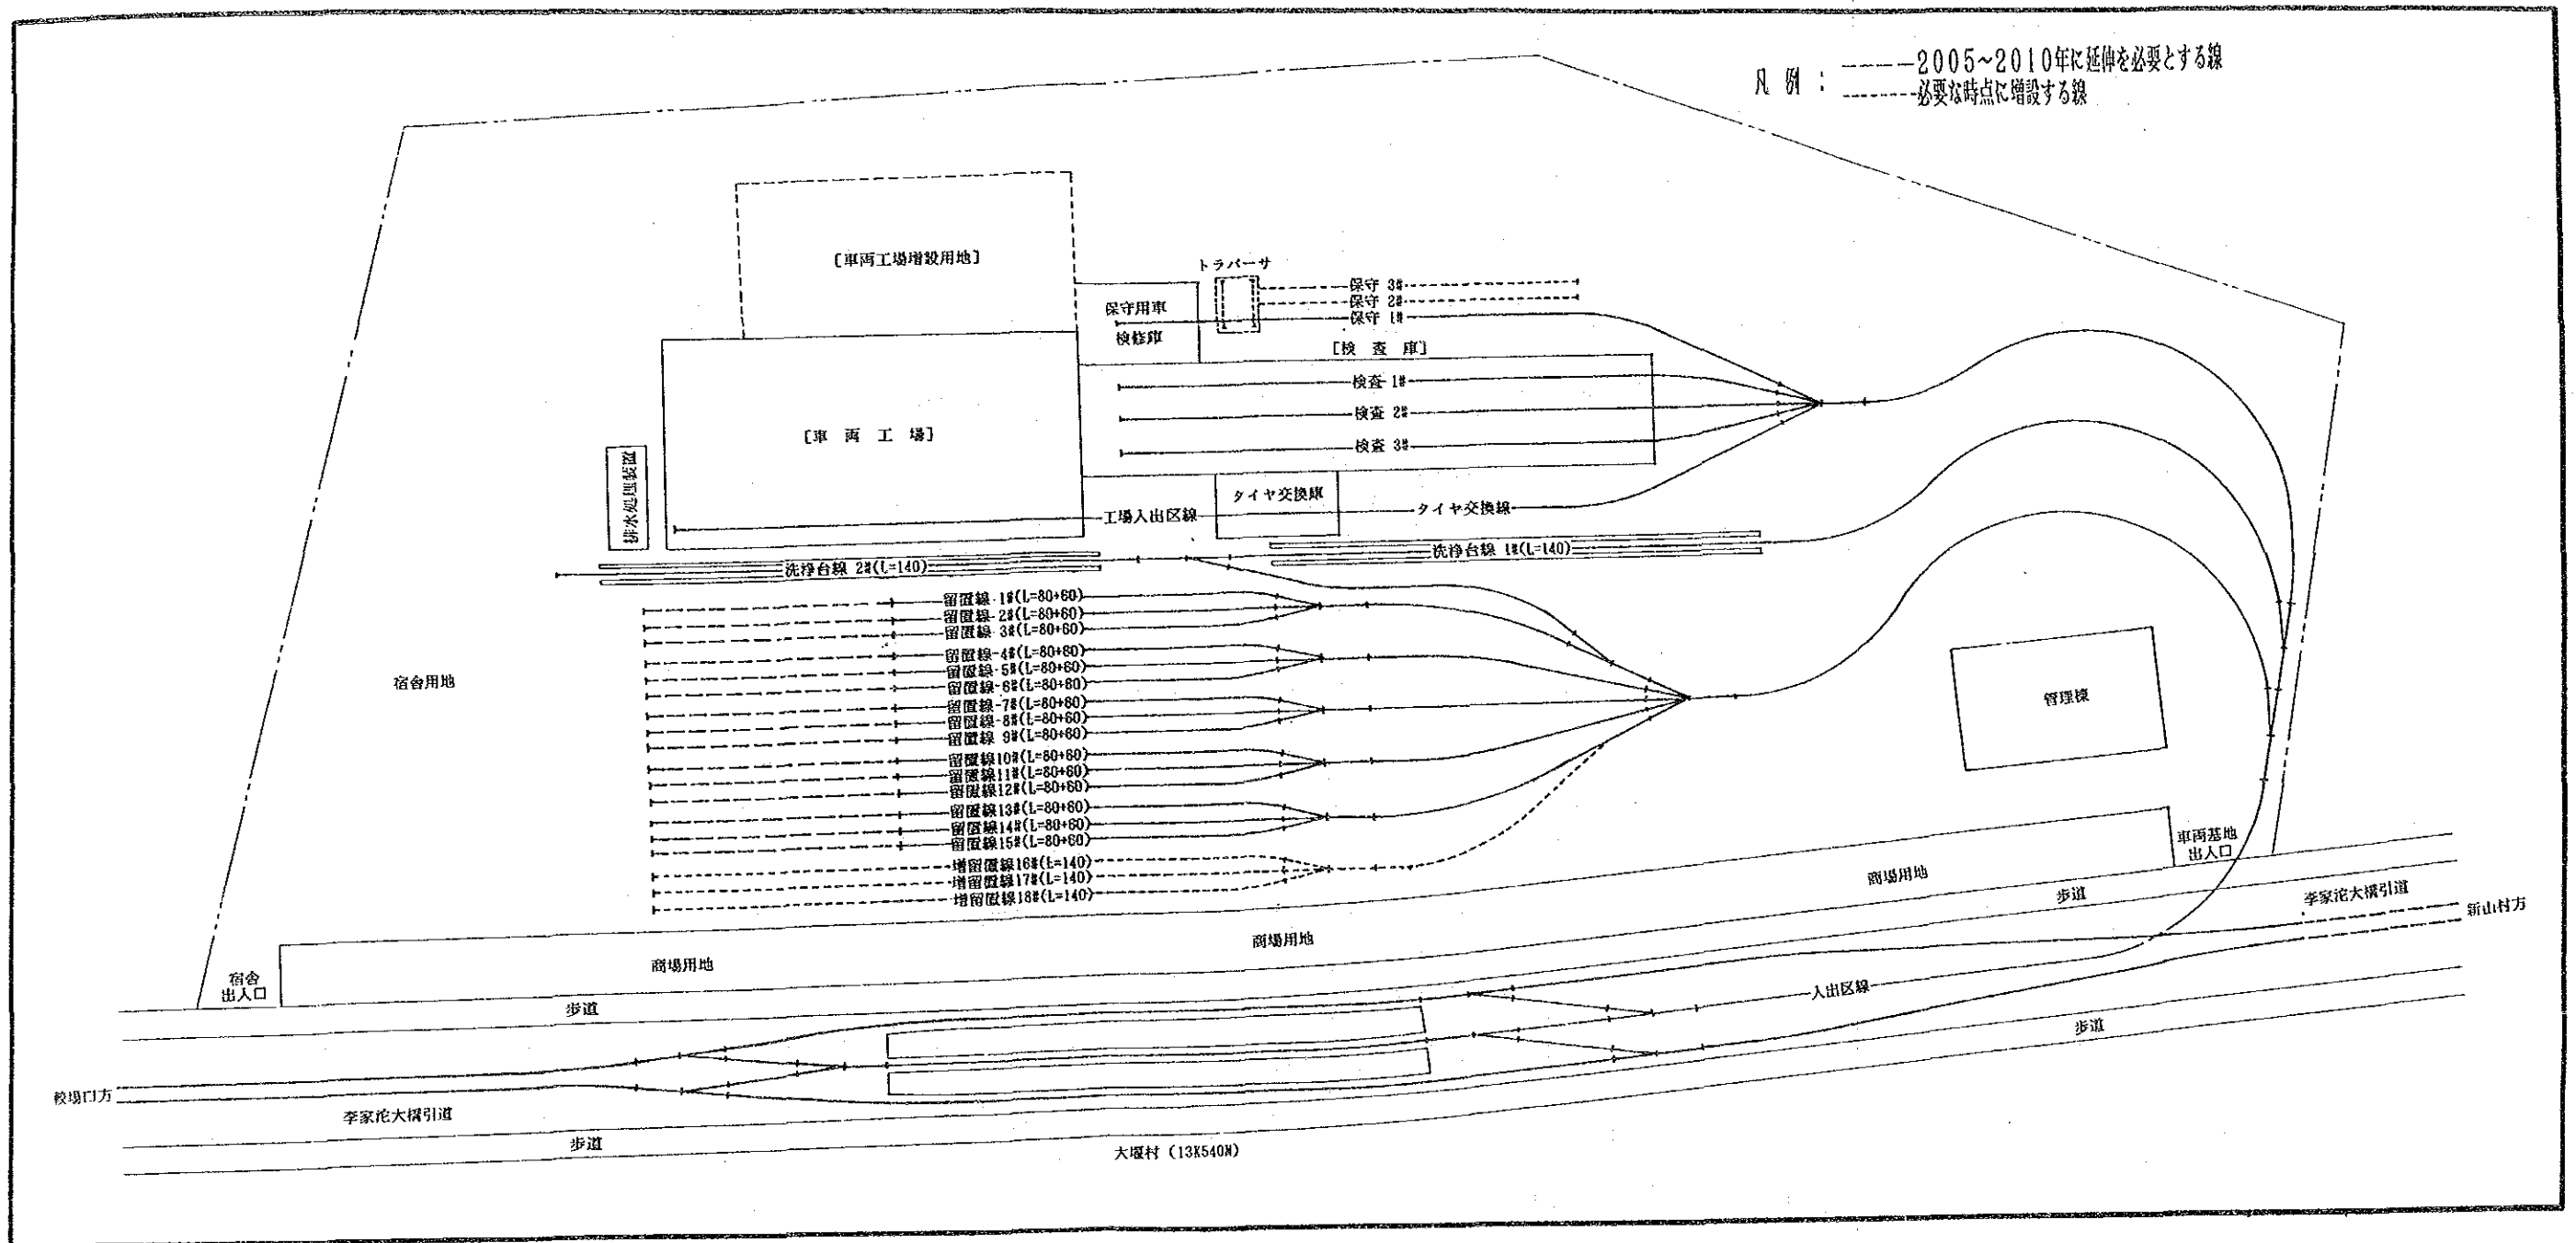 凡 例 : ―――2005~2010年に延伸を必要とする線
-------必要な時点に増設する線
[車両工場増設用地]
トラバーサ
保守 3#
保守 2#
保守 1#
保守用車
検修庫
[検 査 庫]
検査 1#
検査 2#
検査 3#
[車 両 工 場]
排水処理装置
タイヤ交換庫
工場入出区線
タイヤ交換線
洗浄台線 1#(L=140)
洗浄台線 2#(L=140)
留置線 1#(L=80+60)
留置線 2#(L=80+60)
留置線 3#(L=80+60)
留置線 4#(L=80+60)
留置線 5#(L=80+60)
留置線 6#(L=80+60)
留置線 7#(L=80+60)
留置線 8#(L=80+60)
留置線 9#(L=80+60)
留置線10#(L=80+60)
留置線11#(L=80+60)
留置線12#(L=80+60)
留置線13#(L=80+60)
留置線14#(L=80+60)
留置線15#(L=80+60)
増留置線16#(L=140)
増留置線17#(L=140)
増留置線18#(L=140)
宿舎用地
管理棟
車両基地
出入口
商場用地
歩道
李家沱大橋引道
新山村方
商場用地
商場用地
宿舎
出入口
歩道
入出区線
歩道
較場口方
李家沱大橋引道
歩道
大堰村 (13K540M)